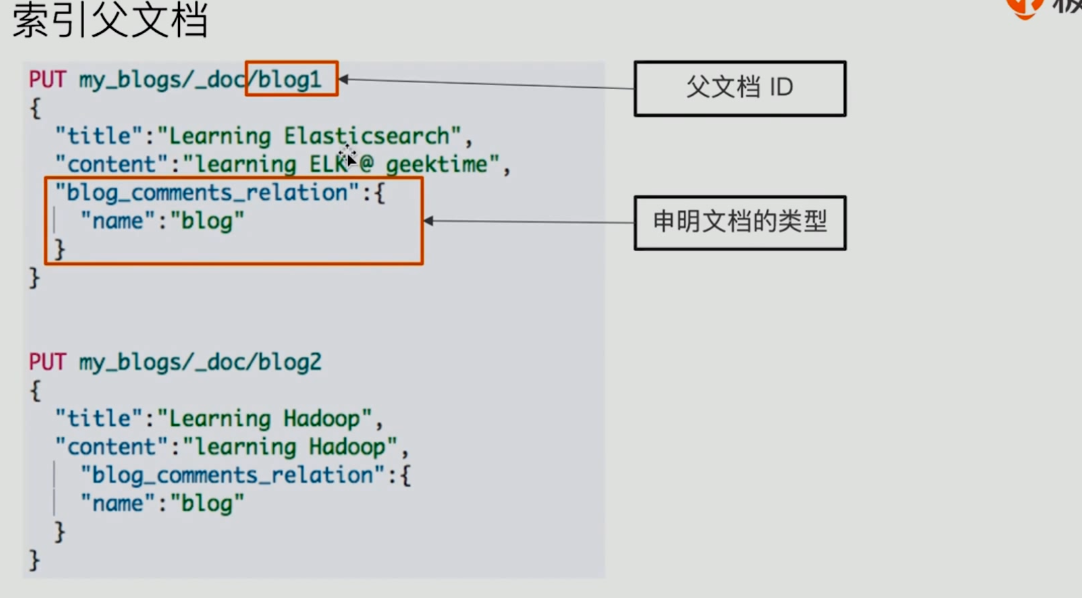 索引父文档
PUT my_blogs/_doc/blog1
父文档 ID
{
"title":"Learning Elasticsearch",
"content":"learning ELK @ geektime",
"blog_comments_relation":{
"name":"blog"
申明文档的类型
}
}
PUT my_blogs/_doc/blog2
{
"title":"Learning Hadoop",
"content":"learning Hadoop",
"blog_comments_relation":{
"name":"blog"
}
}